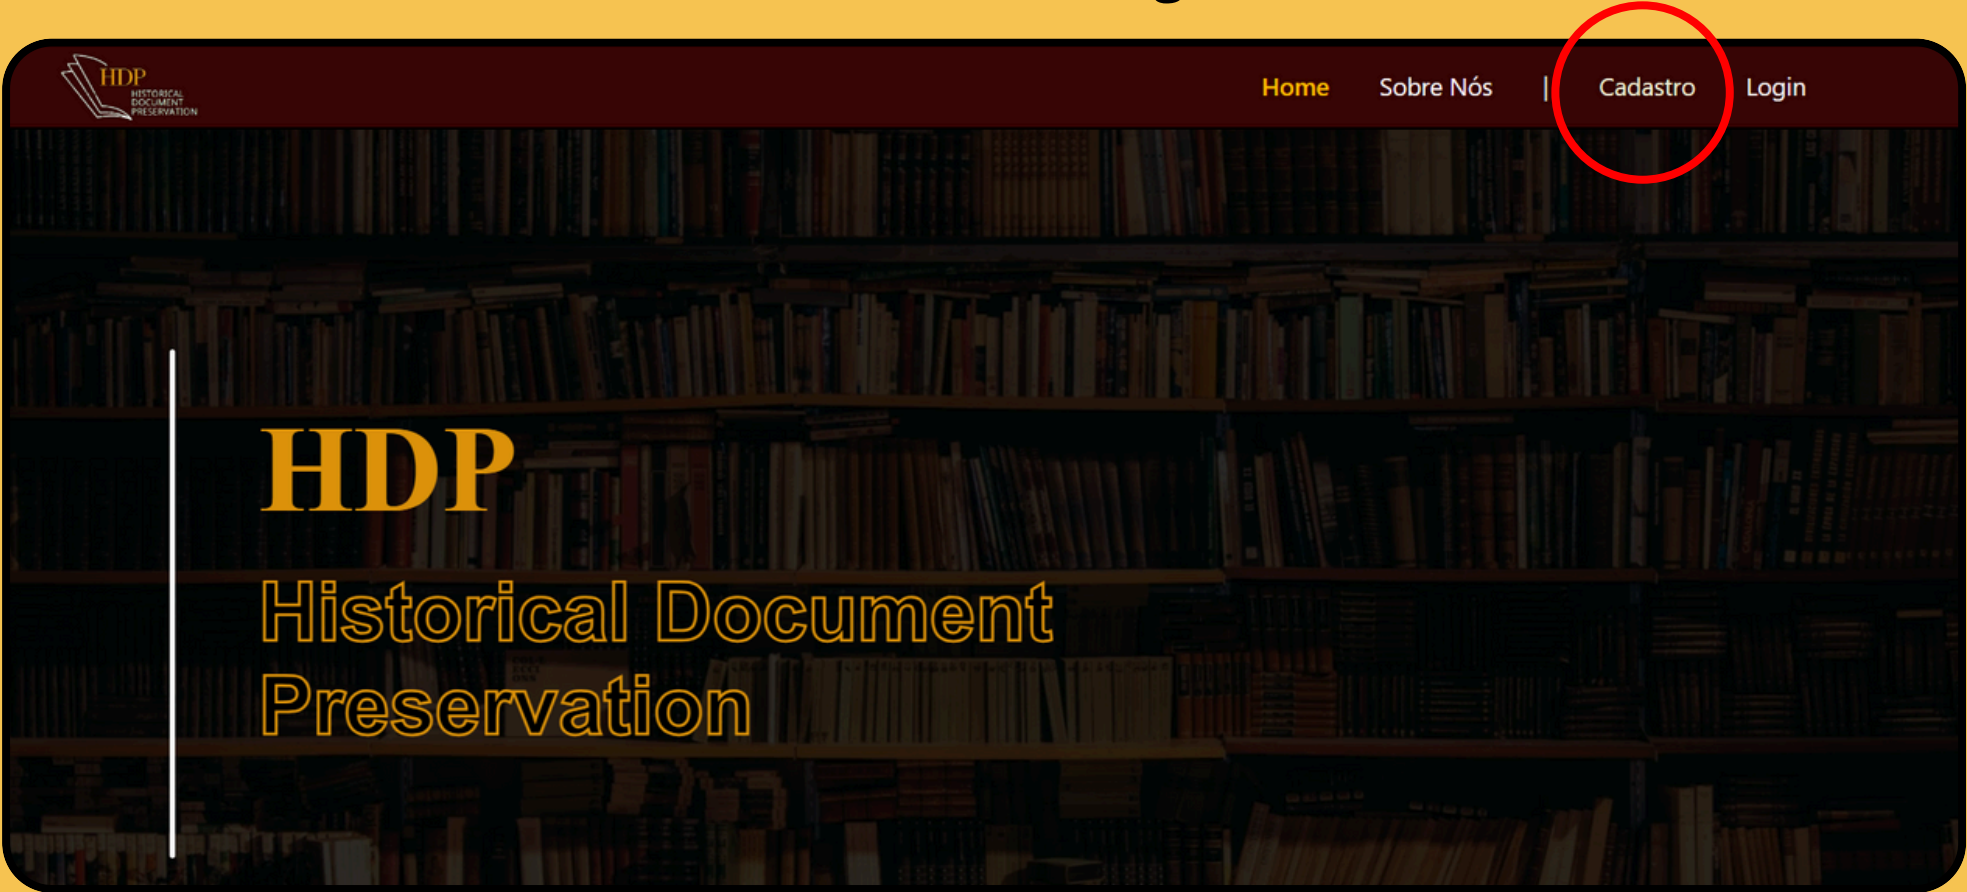 HDP
HISTORICAL
DOCUMENT
PRESERVATION
Home Sobre Nós | Cadastro Login
HDP
Historical Document
Preservation